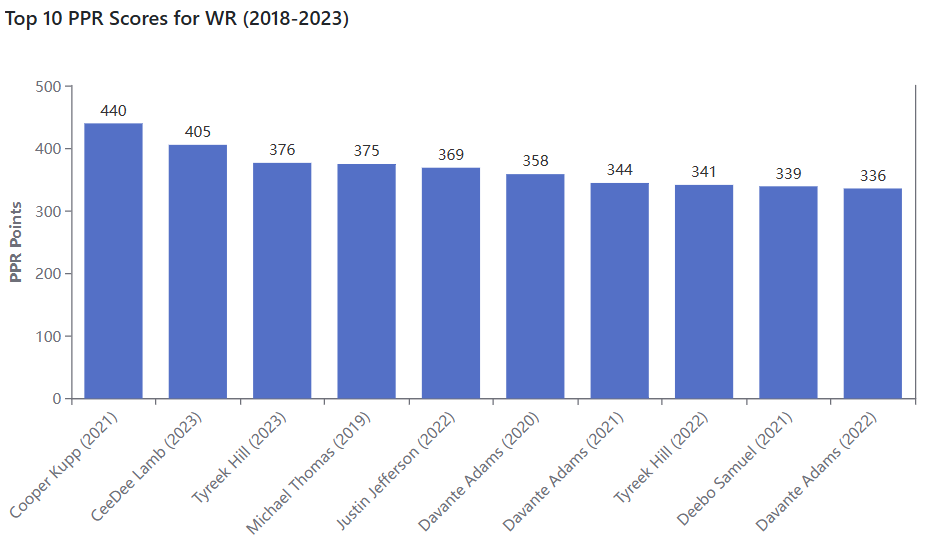 Top 10 PPR Scores for WR (2018-2023)
PPR Points
500
400
300
200
100
0
440
405
376
375
369
358
344
341
339
336
Cooper Kupp (2021)
CeeDee Lamb (2023)
Tyreek Hill (2023)
Michael Thomas (2019)
Justin Jefferson (2022)
Davante Adams (2020)
Davante Adams (2021)
Tyreek Hill (2022)
Deebo Samuel (2021)
Davante Adams (2022)